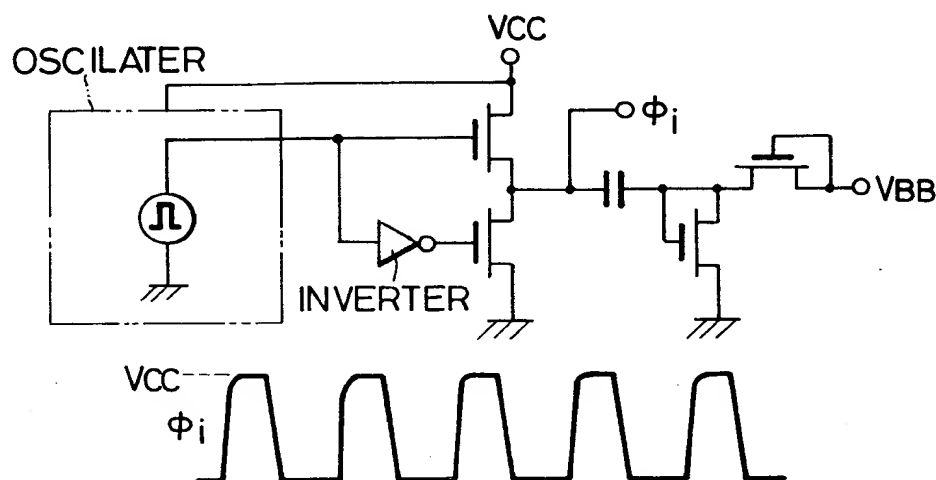 VCC
OSCILATER
ϕi
VBB
INVERTER
VCC
ϕi